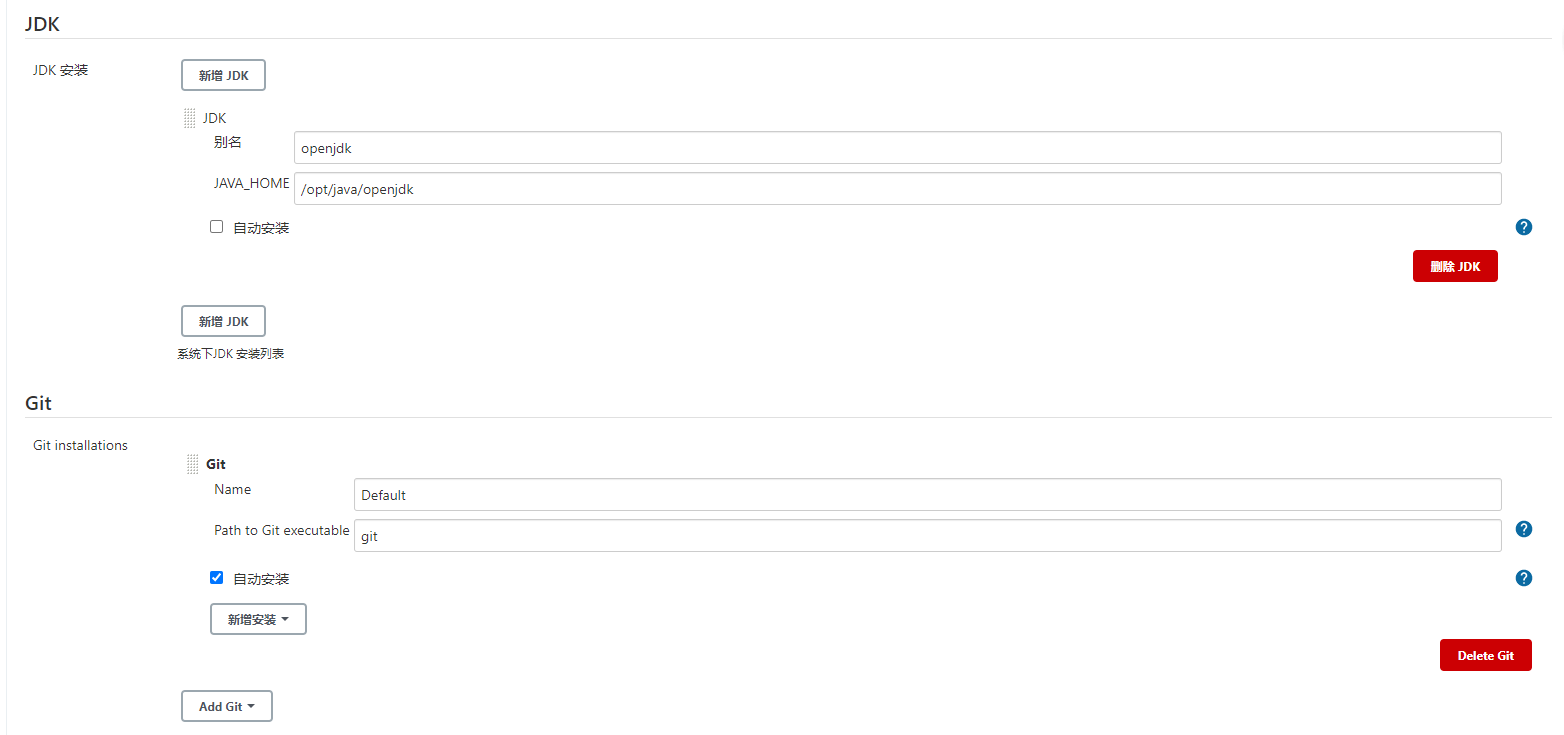 JDK
JDK 安装
新增 JDK
JDK
别名
openjdk
JAVA_HOME
/opt/java/openjdk
自动安装
?
删除 JDK
新增 JDK
系统下JDK 安装列表
Git
Git installations
Git
Name
Default
Path to Git executable
git
?
自动安装
?
新增安装
Delete Git
Add Git